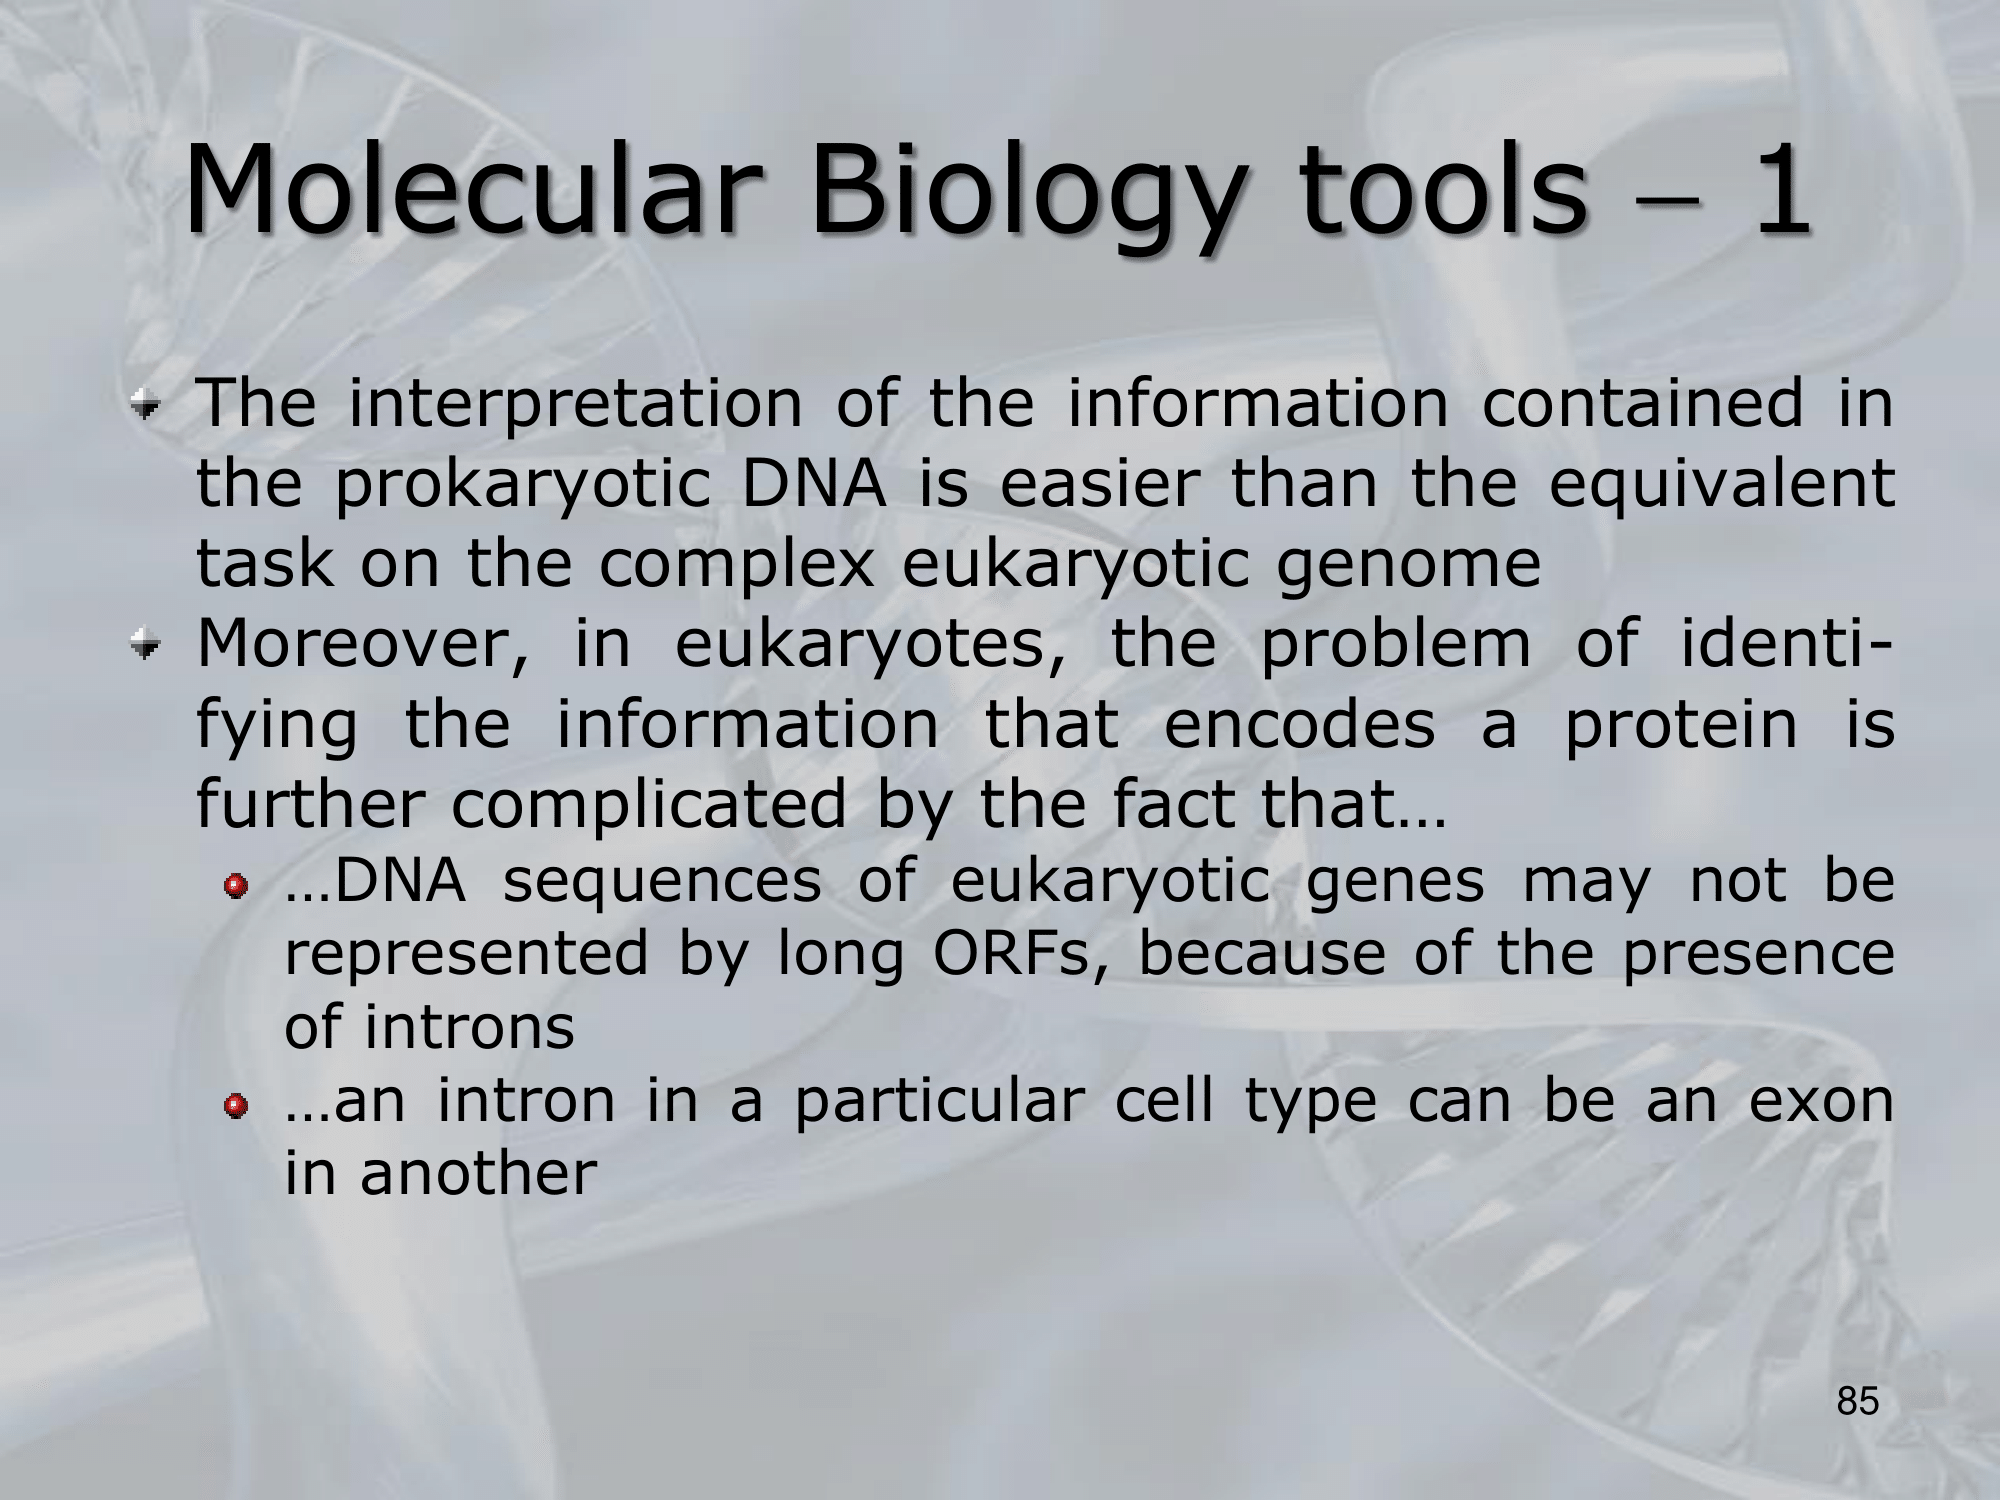 Molecular Biology tools – 1
The interpretation of the information contained in
the prokaryotic DNA is easier than the equivalent
task on the complex eukaryotic genome
Moreover, in eukaryotes, the problem of identi-
fying the information that encodes a protein is
further complicated by the fact that…
…DNA sequences of eukaryotic genes may not be
represented by long ORFs, because of the presence
of introns
…an intron in a particular cell type can be an exon
in another
85